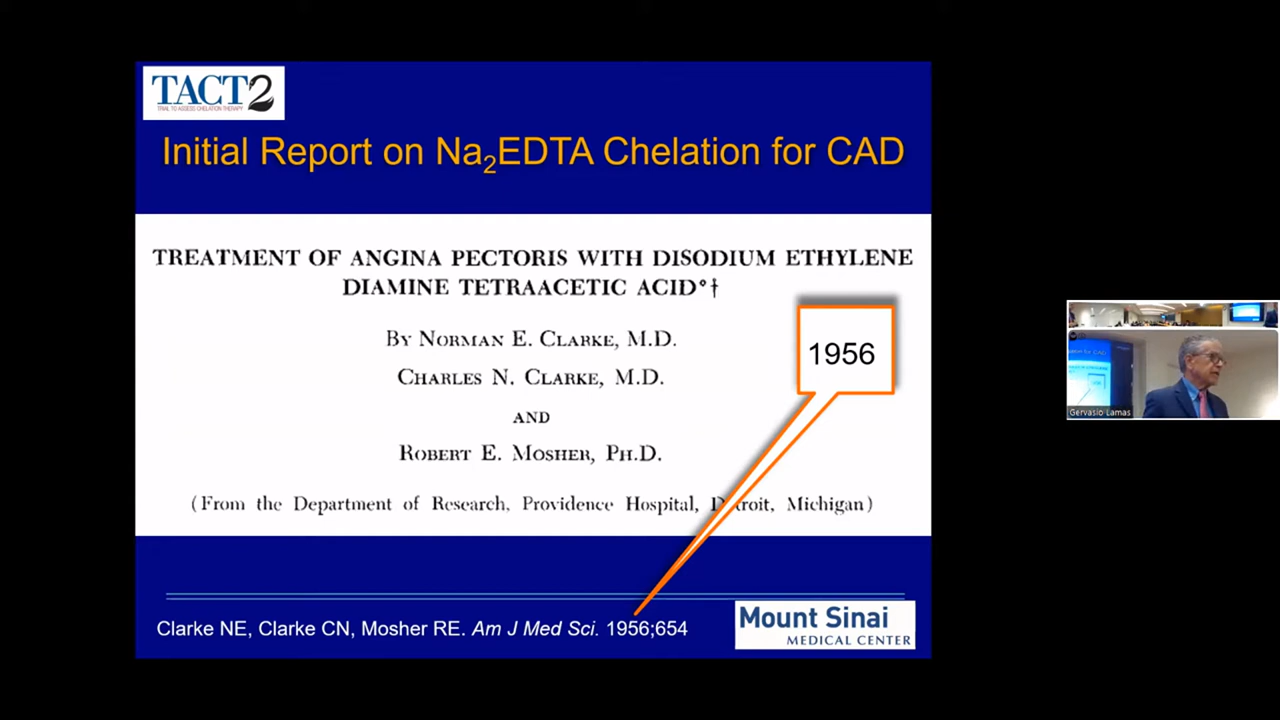 TACT2
TRIAL TO ASSESS CHELATION THERAPY
Initial Report on Na₂EDTA Chelation for CAD
TREATMENT OF ANGINA PECTORIS WITH DISODIUM ETHYLENE
DIAMINE TETRAACETIC ACID*†
By Norman E. Clarke, M.D.
Charles N. Clarke, M.D.
AND
Robert E. Mosher, Ph.D.
(From the Department of Research, Providence Hospital, Detroit, Michigan)
1956
Clarke NE, Clarke CN, Mosher RE. Am J Med Sci. 1956;654
Mount Sinai
MEDICAL CENTER
Gervasio Lamas